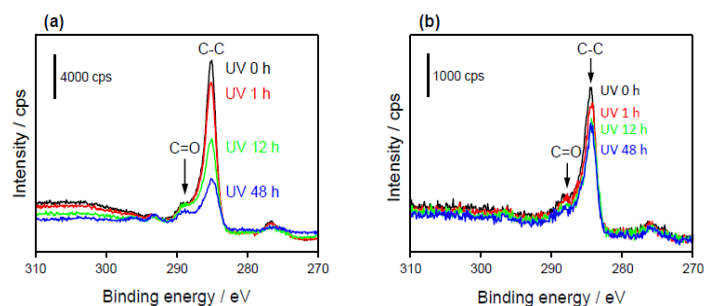 (a)
C-C
UV 0 h
4000 cps
UV 1 h
UV 12 h
C=O
UV 48 h
Intensity / cps
310 300 290 280 270
Binding energy / eV
(b)
C-C
1000 cps
UV 0 h
UV 1 h
UV 12 h
UV 48 h
C=O
Intensity / cps
310 300 290 280 270
Binding energy / eV